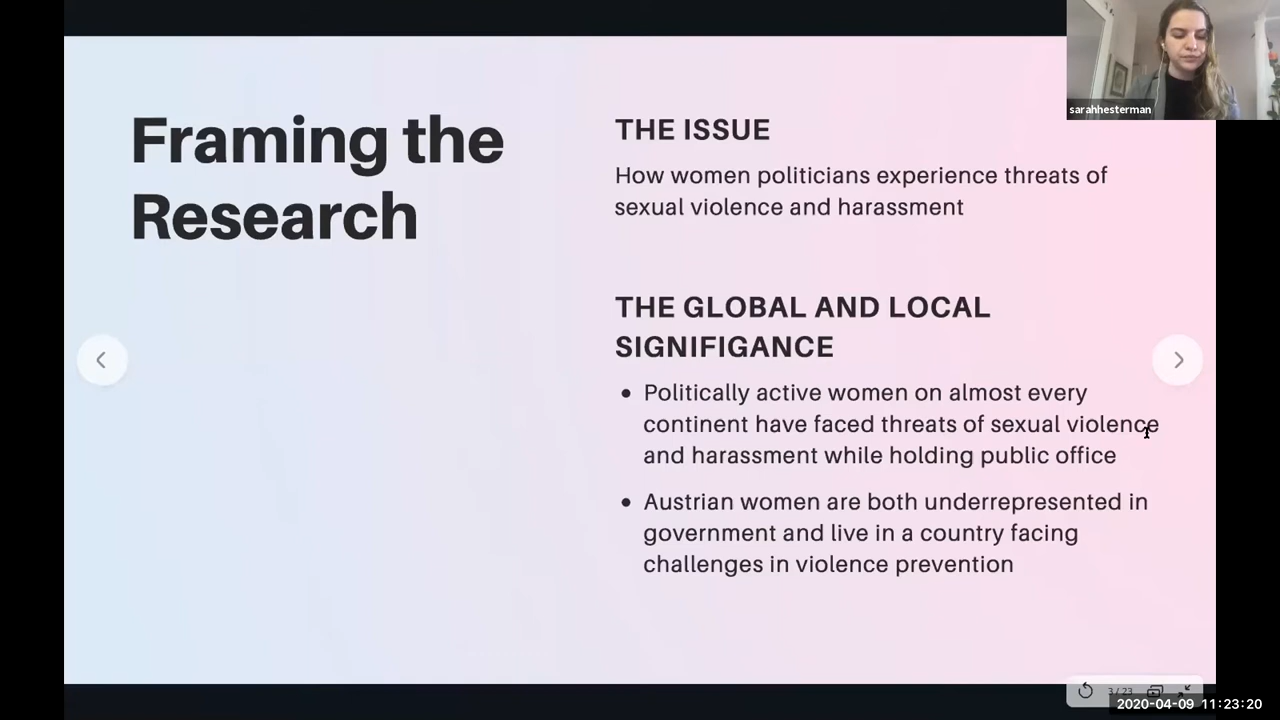 Framing the
Research
THE ISSUE
How women politicians experience threats of
sexual violence and harassment
THE GLOBAL AND LOCAL
SIGNIFIGANCE
• Politically active women on almost every
continent have faced threats of sexual violence
and harassment while holding public office
• Austrian women are both underrepresented in
government and live in a country facing
challenges in violence prevention
sarahhesterman
3 / 23
2020-04-09 11:23:20